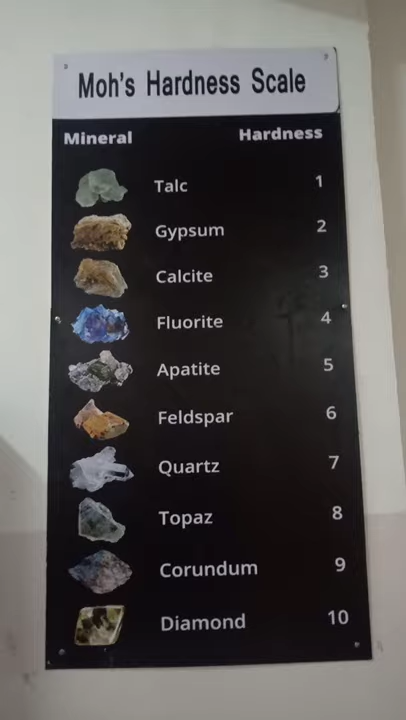 Moh's Hardness Scale
Mineral Hardness
Talc 1
Gypsum 2
Calcite 3
Fluorite 4
Apatite 5
Feldspar 6
Quartz 7
Topaz 8
Corundum 9
Diamond 10